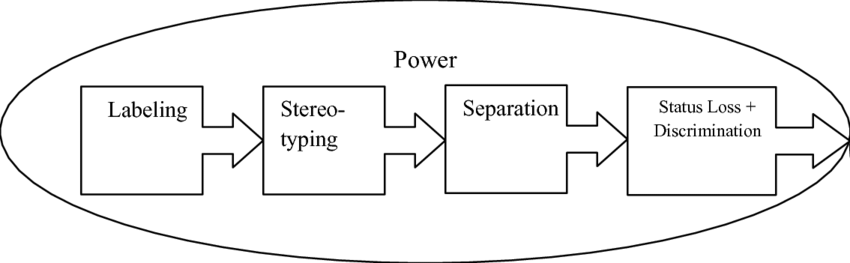 Power
Labeling
Stereo-
typing
Separation
Status Loss +
Discrimination